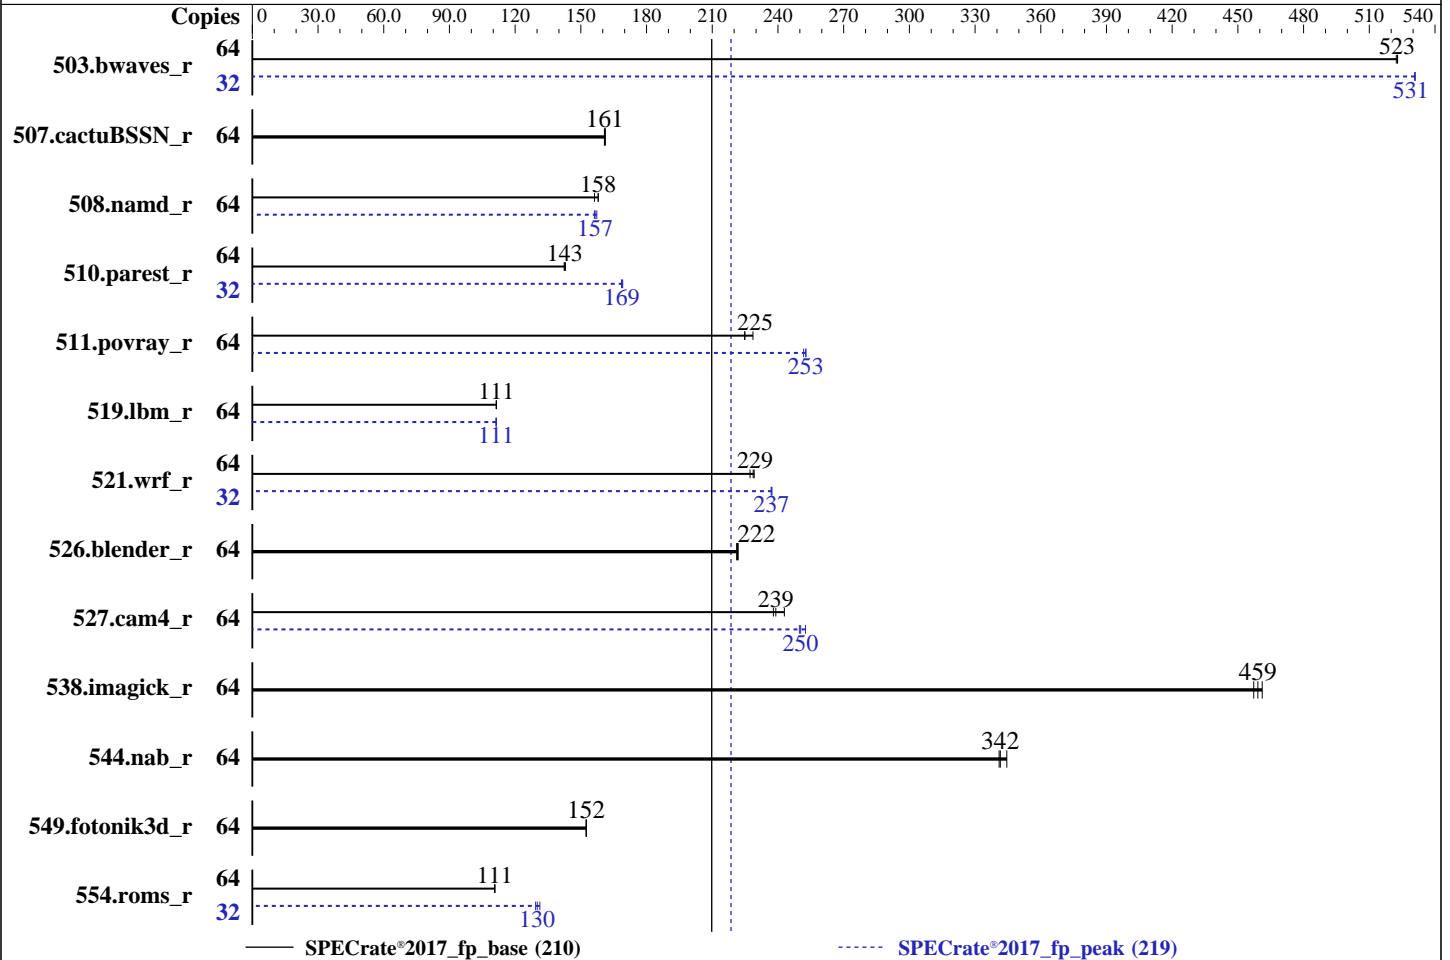 Copies 0 30.0 60.0 90.0 120 150 180 210 240 270 300 330 360 390 420 450 480 510 540
503.bwaves_r 64 523
32 531
507.cactuBSSN_r 64 161
508.namd_r 64 158
157
510.parest_r 64 143
32 169
511.povray_r 64 225
253
519.lbm_r 64 111
111
521.wrf_r 64 229
32 237
526.blender_r 64 222
527.cam4_r 64 239
250
538.imagick_r 64 459
544.nab_r 64 342
549.fotonik3d_r 64 152
554.roms_r 64 111
32 130
SPECrate®2017_fp_base (210) SPECrate®2017_fp_peak (219)